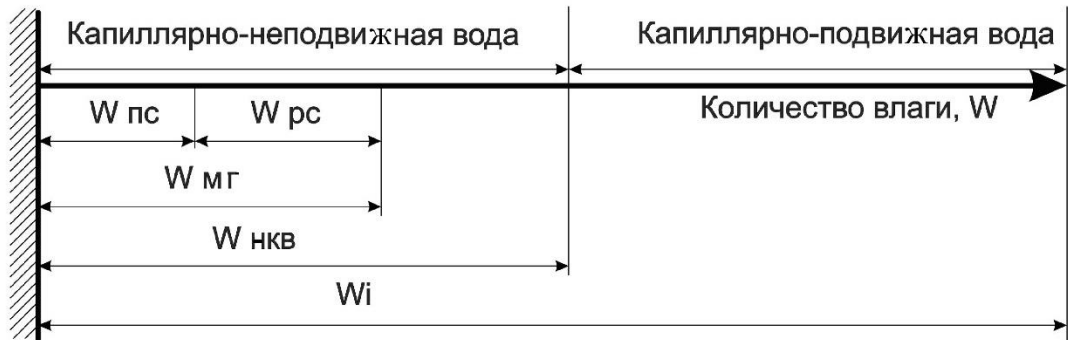 Капиллярно-неподвижная вода
Капиллярно-подвижная вода
W пс
W рс
Количество влаги, W
W мг
W нкв
Wi